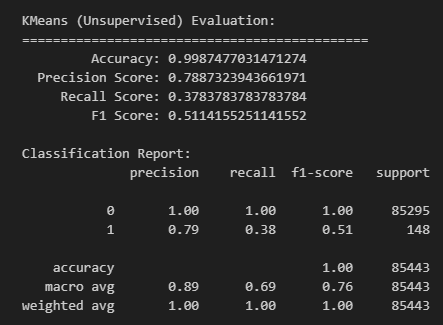 KMeans (Unsupervised) Evaluation:
==============================================
Accuracy: 0.9987477031471274
Precision Score: 0.7887323943661971
Recall Score: 0.3783783783783784
F1 Score: 0.5114155251141552
Classification Report:
precision recall f1-score support
0 1.00 1.00 1.00 85295
1 0.79 0.38 0.51 148
accuracy 1.00 85443
macro avg 0.89 0.69 0.76 85443
weighted avg 1.00 1.00 1.00 85443